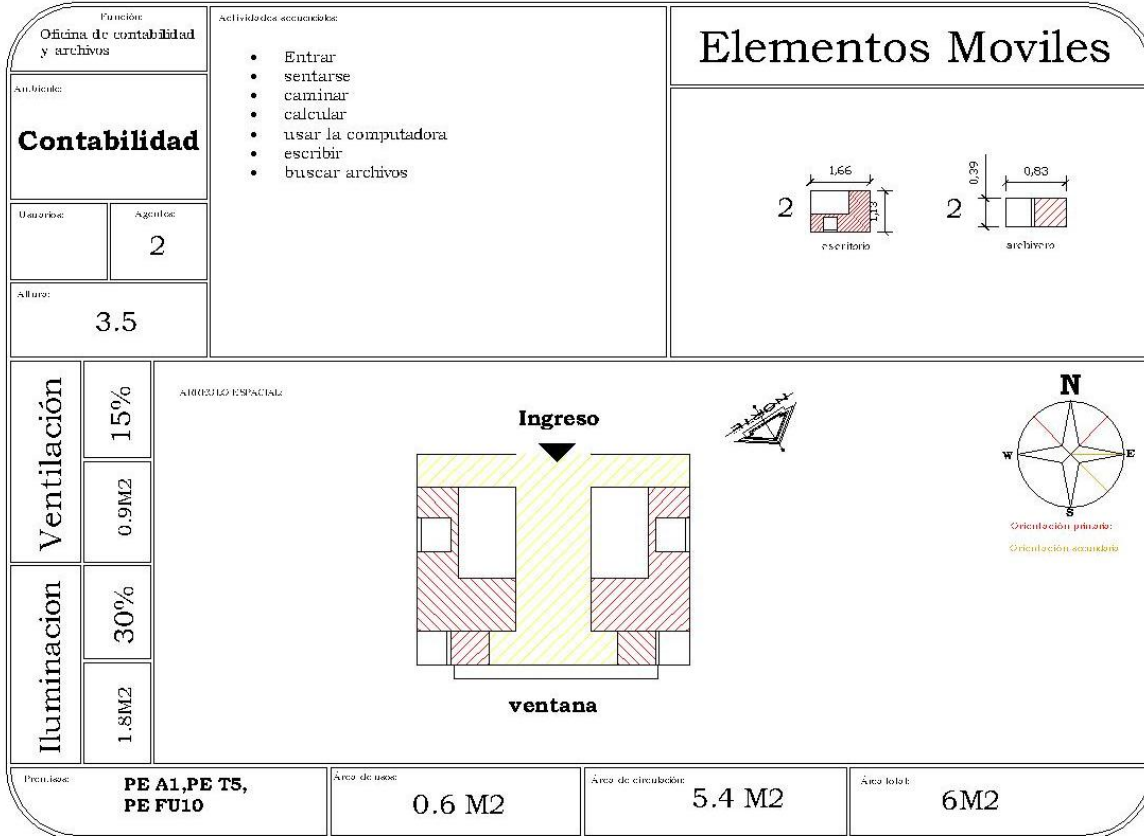 Función:
Oficina de contabilidad
y archivos
Ambiente:
Contabilidad
Usuarios:
Agentes:
2
Altura:
3.5
Actividades secuenciales:
• Entrar
• sentarse
• caminar
• calcular
• usar la computadora
• escribir
• buscar archivos
Elementos Moviles
2
1,66
1,13
escritorio
2
0,39
0,83
archivero
Ventilación
15%
0.9M2
Iluminacion
30%
1.8M2
ARREGLO ESPACIAL:
Ingreso
ventana
NORTE
N
W
E
S
Orientación primaria:
Orientación secundaria
Premisas:
PE A1,PE T5,
PE FU10
Área de usos:
0.6 M2
Área de circulación:
5.4 M2
Área total:
6M2